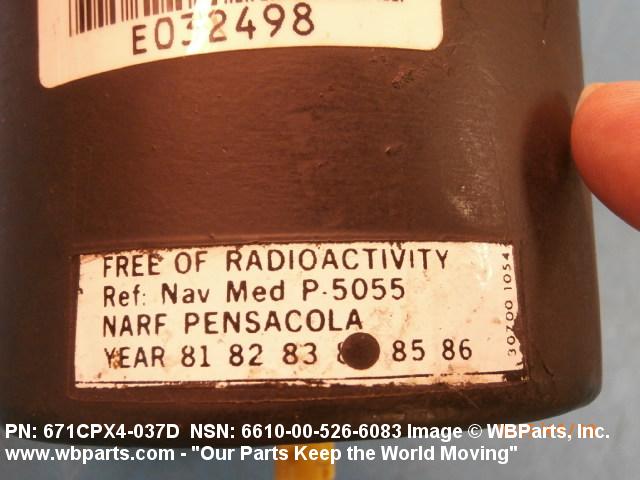 E032498
FREE OF RADIOACTIVITY
Ref: Nav Med P-5055
NARF PENSACOLA
YEAR 81 82 83 85 86
30700 1054
PN: 671CPX4-037D NSN: 6610-00-526-6083 Image © WBParts, Inc.
www.wbparts.com - "Our Parts Keep the World Moving"